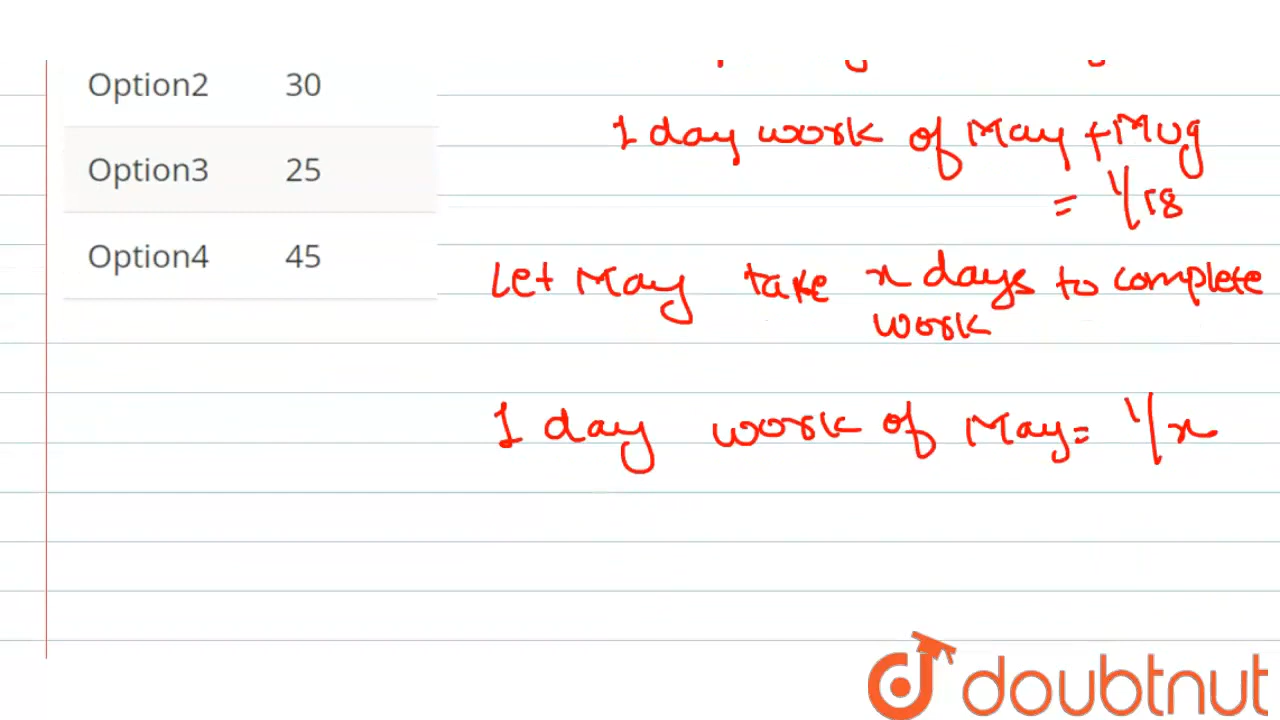 Option2 30
Option3 25
Option4 45
1 day work of May + Mug
= 1/18
Let May take x days to complete
work
1 day work of May = 1/x
doubtnut